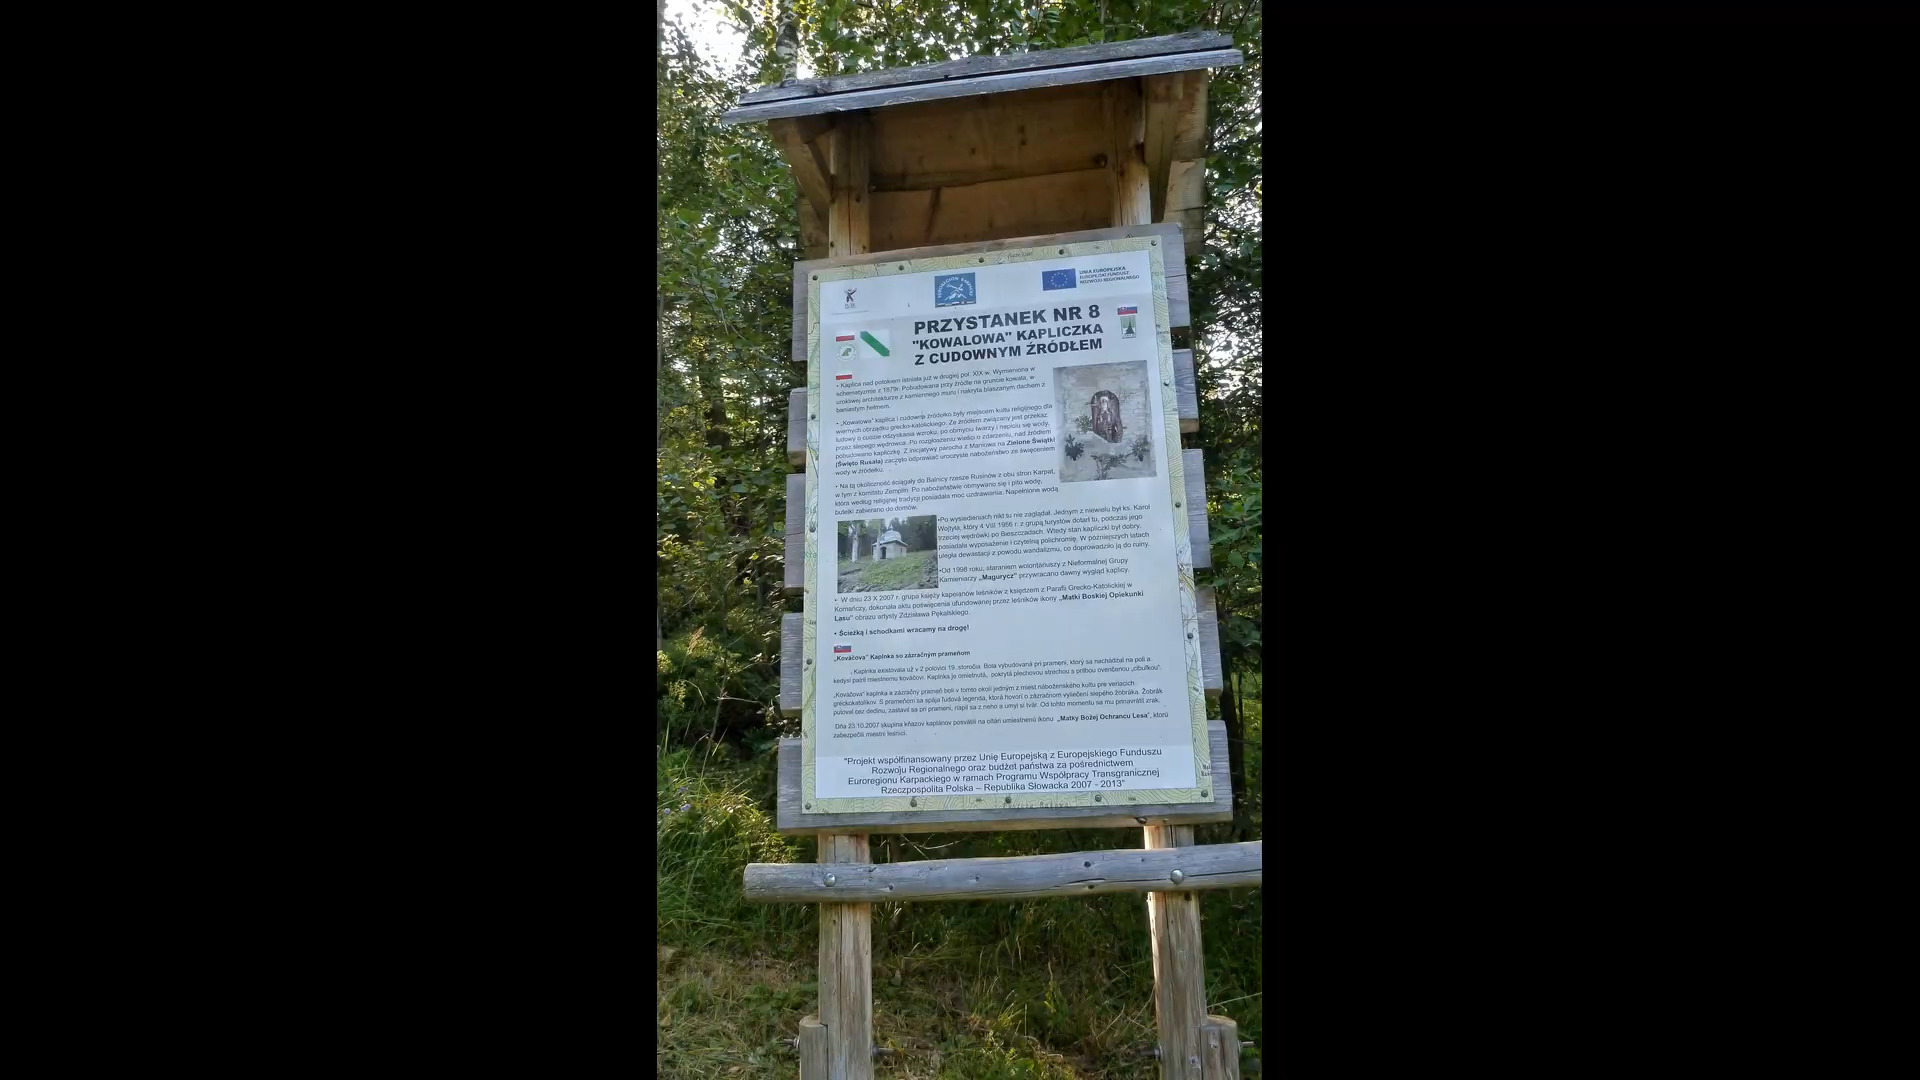 UNIA EUROPEJSKA
EUROPEJSKI FUNDUSZ
ROZWOJU REGIONALNEGO
PRZYSTANEK NR 8
"KOWALOWA" KAPLICZKA
Z CUDOWNYM ŹRÓDŁEM
• Kaplica nad potokiem istniała już w drugiej poł. XIX w. Wymieniona w
schematyzmie z 1879r. Pobudowana przy źródle na gruncie kowala, w
urokowej architekturze z kamiennego muru i nakryta blaszanym dachem z
baniastym hełmem.
• „Kowalowa" kaplica i cudowne źródełko były miejscem kultu religijnego dla
wiernych obrządku grecko-katolickiego. Ze źródłem związany jest przekaz
ludowy o cudzie odzyskania wzroku, po obmyciu twarzy i napiciu się wody,
przez ślepego wędrowca. Po rozgłoszeniu wieści o zdarzeniu, nad źródłem
pobudowano kapliczkę. Z inicjatywy parocha z Maniowa na Zielone Świątki
(Święto Rusala) zaczęto odprawiać uroczyste nabożeństwo ze święceniem
wody w źródełku.
• Na tą okoliczność ściągały do Balnicy rzesze Rusinów z obu stron Karpat,
w tym z komitatu Zemplin. Po nabożeństwie obmywano się i pito wodę,
która według religijnej tradycji posiadała moc uzdrawiania. Napełnione wodą
butelki zabierano do domów.
•Po wysiedleniach nikt tu nie zaglądał. Jednym z niewielu był ks. Karol
Wojtyła, który 4 VIII 1956 r. z grupą turystów dotarł tu, podczas jego
trzeciej wędrówki po Bieszczadach. Wtedy stan kapliczki był dobry,
posiadała wyposażenie i czytelną polichromię. W późniejszych latach
uległa dewastacji z powodu wandalizmu, co doprowadziło ją do ruiny.
•Od 1998 roku, staraniem wolontariuszy z Nieformalnej Grupy
Kamieniarzy „Magurycz" przywracano dawny wygląd kaplicy.
• W dniu 23 X 2007 r. grupa księży kapelanów leśników z księdzem z Parafii Grecko-Katolickiej w
Komańczy, dokonała aktu poświęcenia ufundowanej przez leśników ikony „Matki Boskiej Opiekunki
Lasu" obrazu artysty Zdzisława Pękalskiego.
• Ścieżką i schodkami wracamy na drogę!
„Kováčova" Kaplnka so zázračným prameňom
Kaplnka existovala už v 2 polovici 19. storočia. Bola vybudovaná pri prameni, ktorý sa nachádzal na poli a
kedysi patril miestnemu kováčovi. Kaplnka je omietnutá, pokrytá plechovou strechou s prilbou ovenčenou „cibuľkou".
„Kováčova" kaplnka a zázračný prameň boli v tomto okolí jedným z miest náboženského kultu pre veriacich
gréckokatolíkov. S prameňom sa spája ľudová legenda, ktorá hovorí o zázračnom vyliečení slepého žobráka. Žobrák
putoval cez dedinu, zastavil sa pri prameni, napil sa z neho a umyl si tvár. Od tohto momentu sa mu prinavrátil zrak.
Dňa 23.10.2007 skupina kňazov kaplánov posvätili na oltári umiestnenú ikonu „Matky Božej Ochrancu Lesa", ktorú
zabezpečili miestni lesníci.
"Projekt współfinansowany przez Unię Europejską z Europejskiego Funduszu
Rozwoju Regionalnego oraz budżet państwa za pośrednictwem
Euroregionu Karpackiego w ramach Programu Współpracy Transgranicznej
Rzeczpospolita Polska – Republika Słowacka 2007 - 2013"